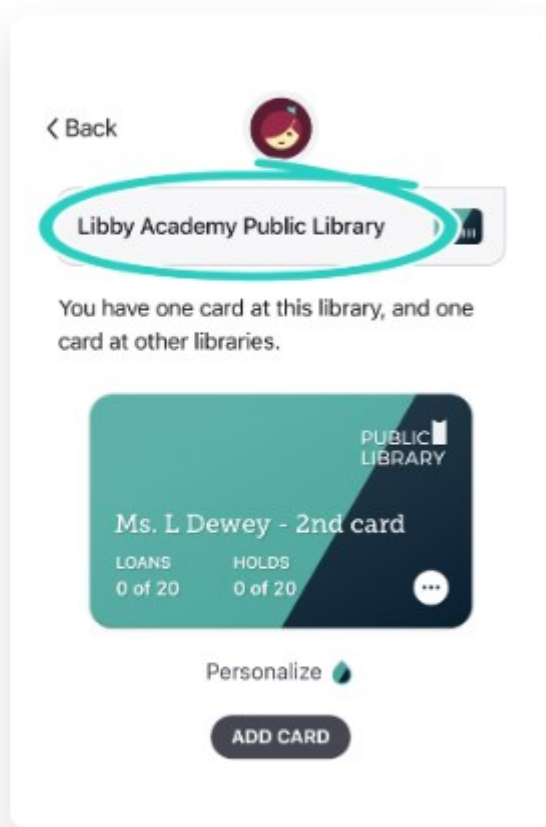 Back
Libby Academy Public Library
You have one card at this library, and one
card at other libraries.
PUBLIC
LIBRARY
Ms. L Dewey - 2nd card
LOANS HOLDS
0 of 20 0 of 20
Personalize
ADD CARD